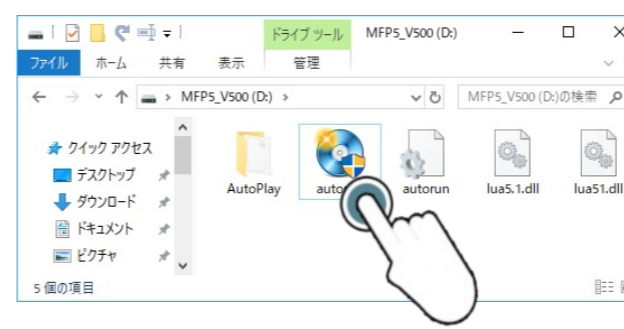 ドライブ ツール MFP5_V500 (D:)
ファイル ホーム 共有 表示 管理
MFP5_V500 (D:) MFP5_V500 (D:)の検索
クイック アクセス
デスクトップ
ダウンロード
ドキュメント
ピクチャ
AutoPlay auto autorun lua5.1.dll lua51.dll
5 個の項目